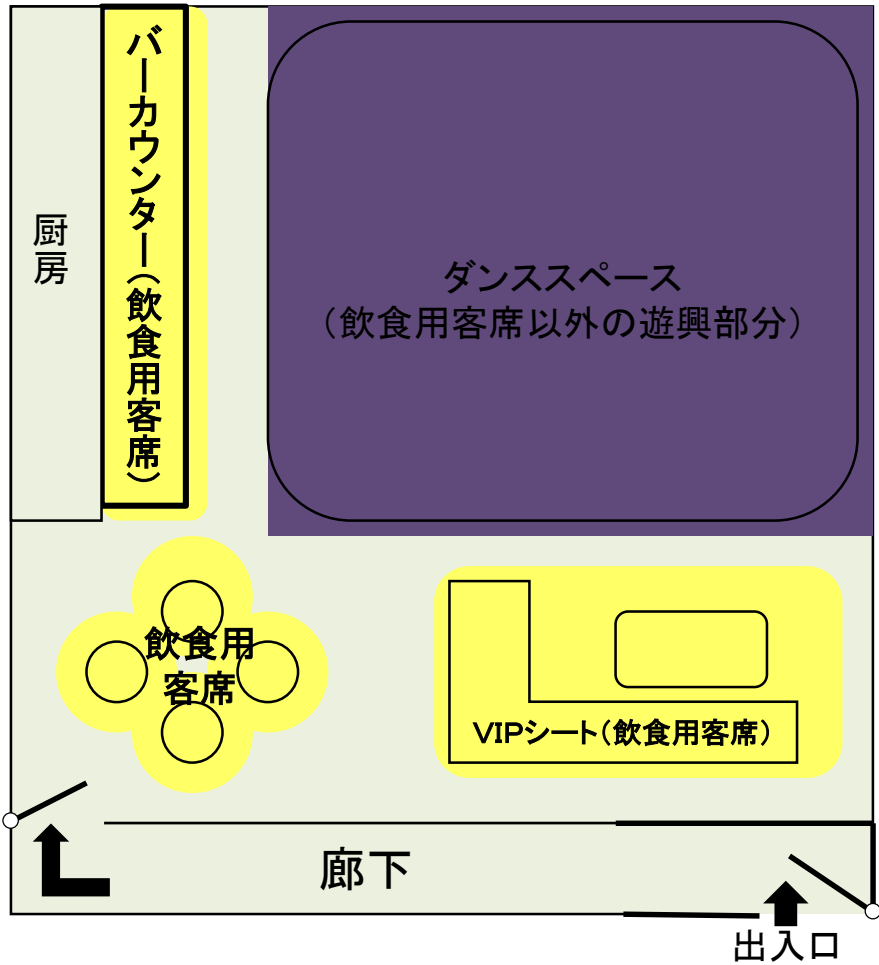 バーカウンター(飲食用客席)
厨房
ダンススペース
(飲食用客席以外の遊興部分)
飲食用
客席
VIPシート(飲食用客席)
廊下
出入口